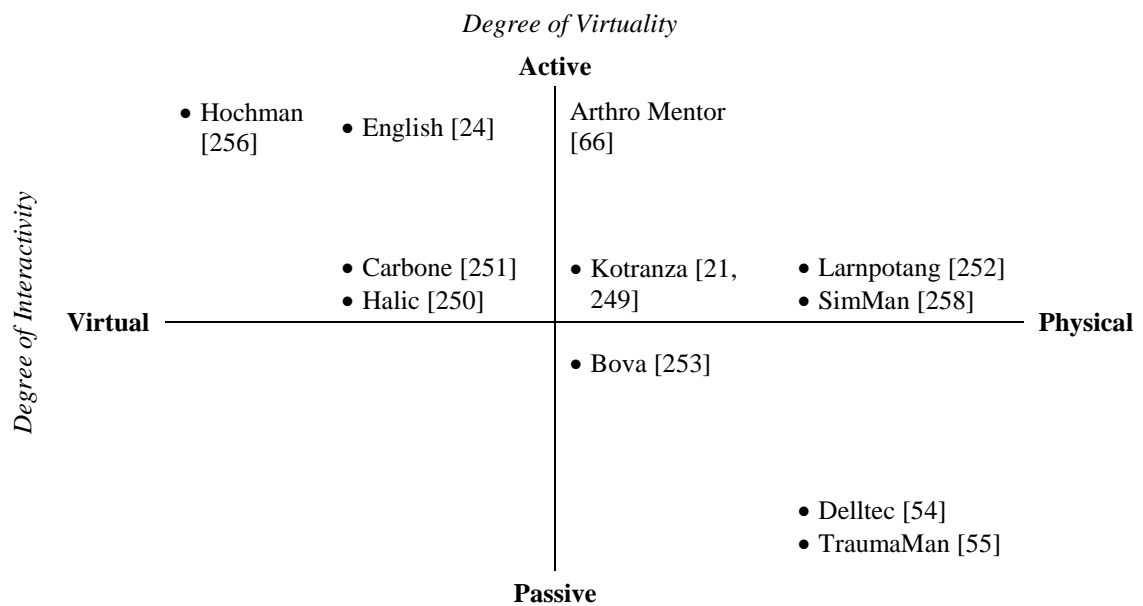 Degree of Virtuality
Active
• Hochman
[256]
• English [24]
Arthro Mentor
[66]
Degree of Interactivity
• Carbone [251]
• Halic [250]
• Kotranza [21,
249]
• Larnpotang [252]
• SimMan [258]
Virtual
Physical
• Bova [253]
• Delltec [54]
• TraumaMan [55]
Passive